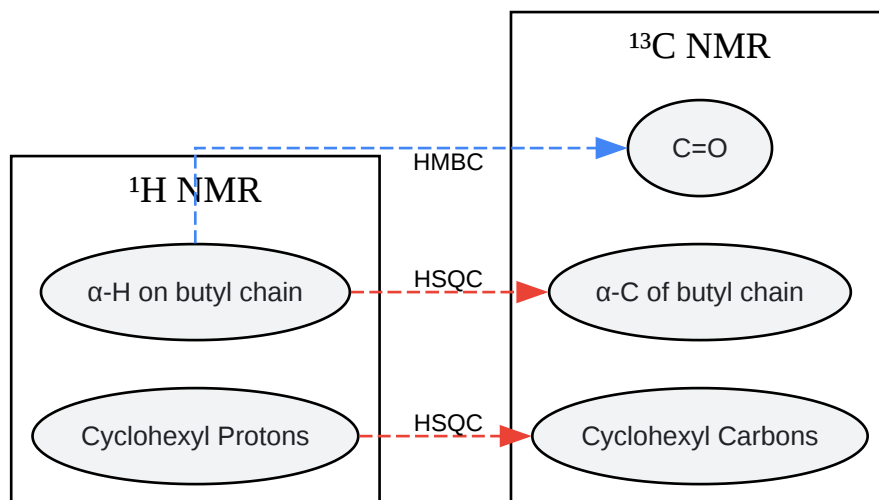 ¹³C NMR
C=O
HMBC
¹H NMR
α-H on butyl chain
HSQC
α-C of butyl chain
Cyclohexyl Protons
HSQC
Cyclohexyl Carbons